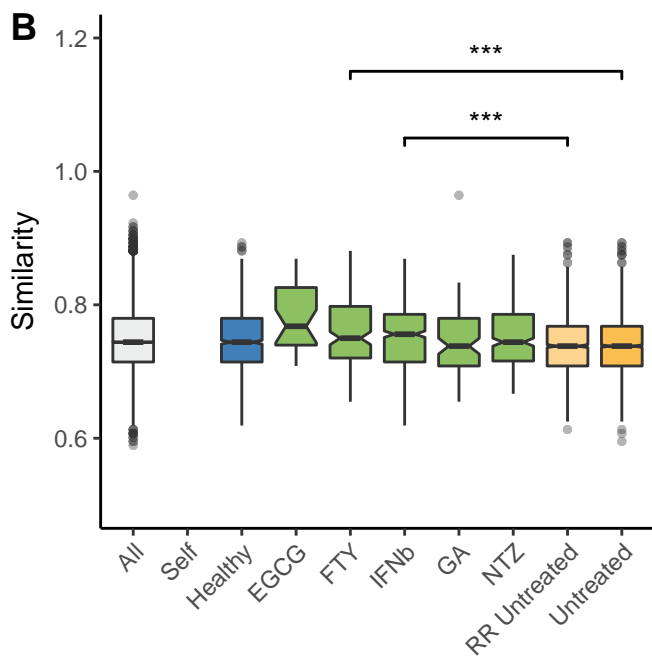 B
1.2
1.0
0.8
0.6
Similarity
***
***
All
Self
Healthy
EGCG
FTY
IFNb
GA
NTZ
RR Untreated
Untreated